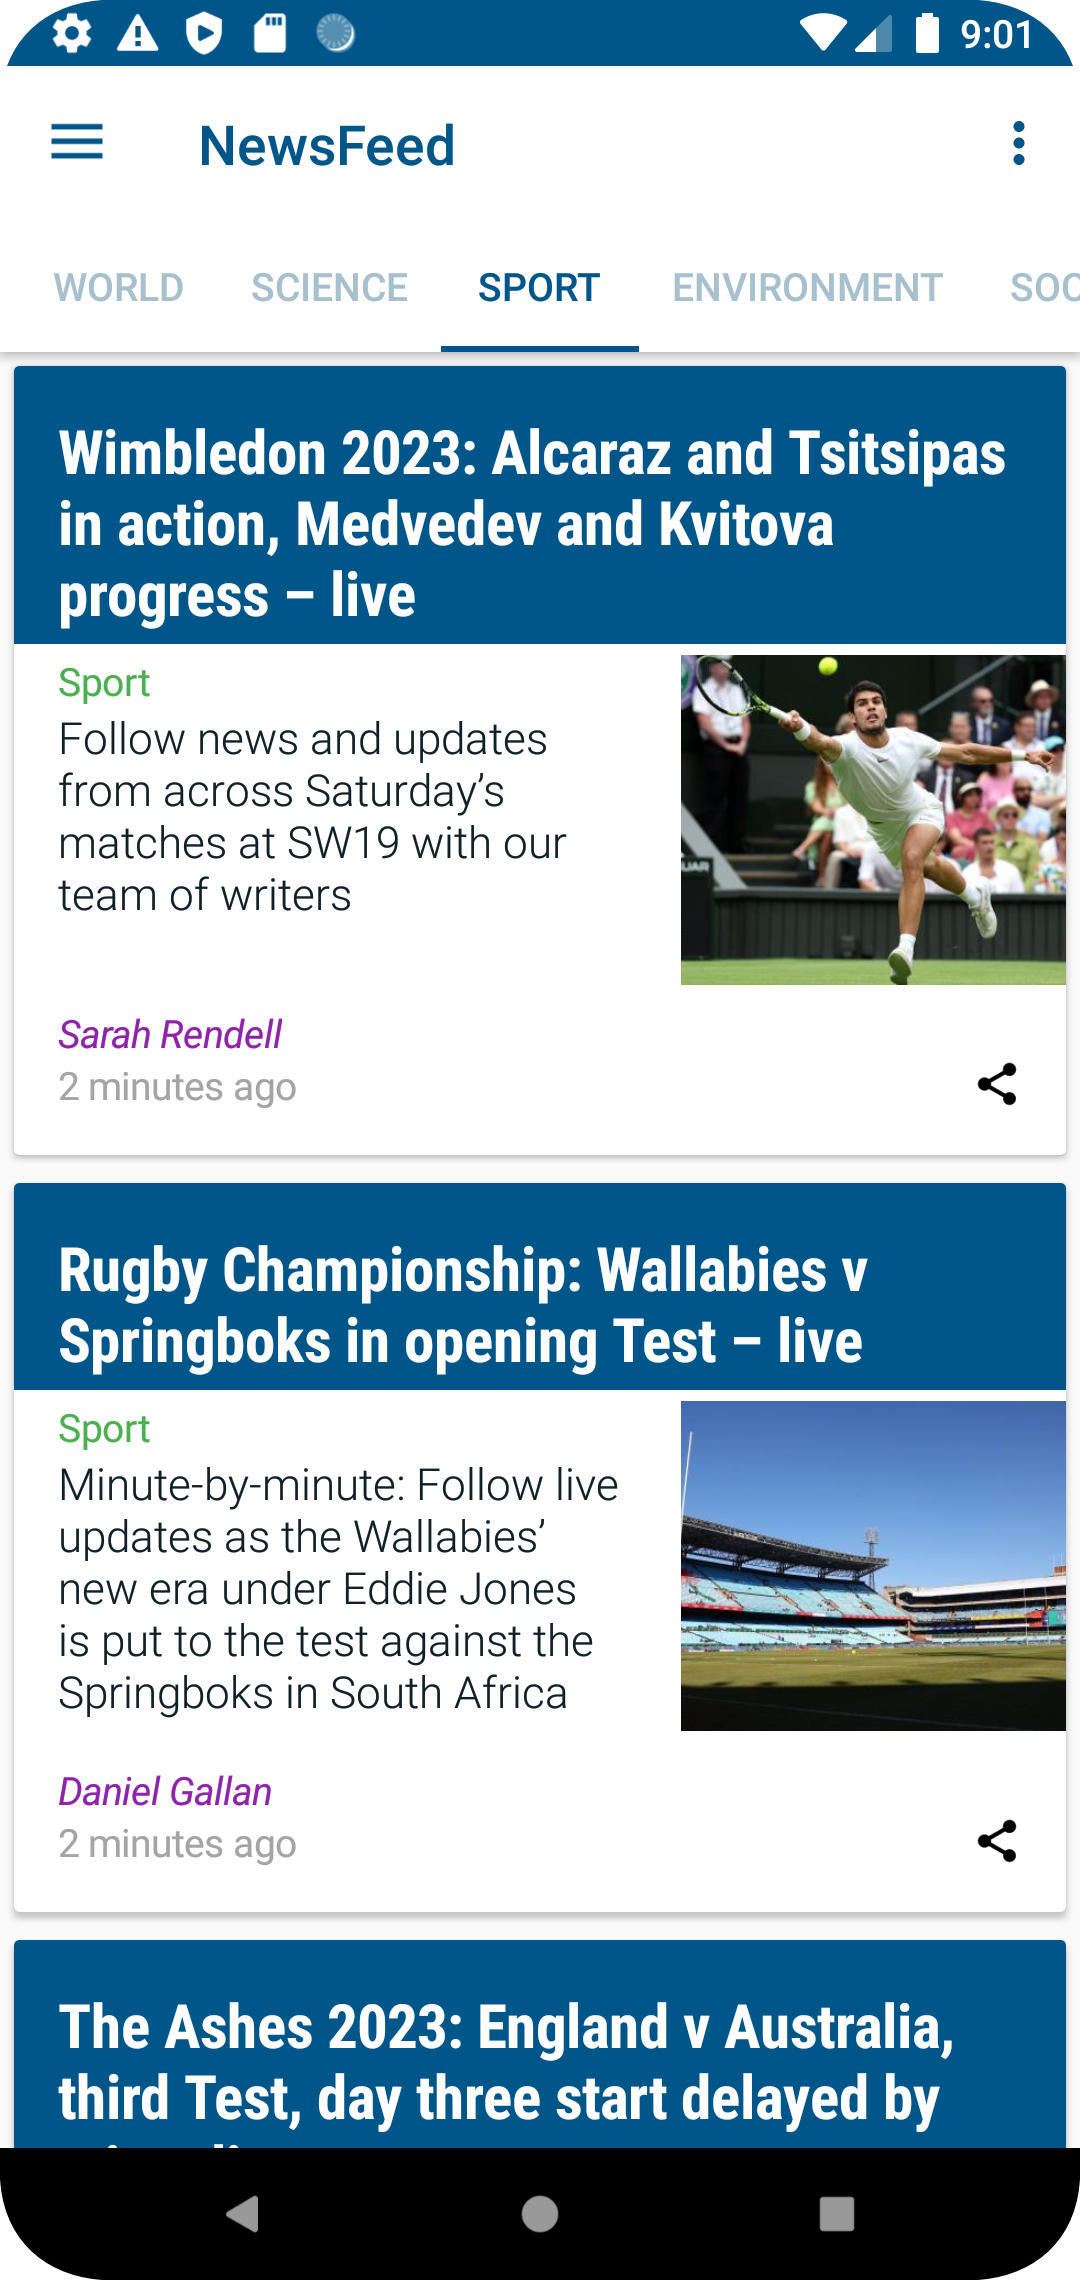 9:01
NewsFeed
WORLD SCIENCE SPORT ENVIRONMENT SOC
Wimbledon 2023: Alcaraz and Tsitsipas
in action, Medvedev and Kvitova
progress – live
Sport
Follow news and updates
from across Saturday’s
matches at SW19 with our
team of writers
Sarah Rendell
2 minutes ago
Rugby Championship: Wallabies v
Springboks in opening Test – live
Sport
Minute-by-minute: Follow live
updates as the Wallabies’
new era under Eddie Jones
is put to the test against the
Springboks in South Africa
Daniel Gallan
2 minutes ago
The Ashes 2023: England v Australia,
third Test, day three start delayed by